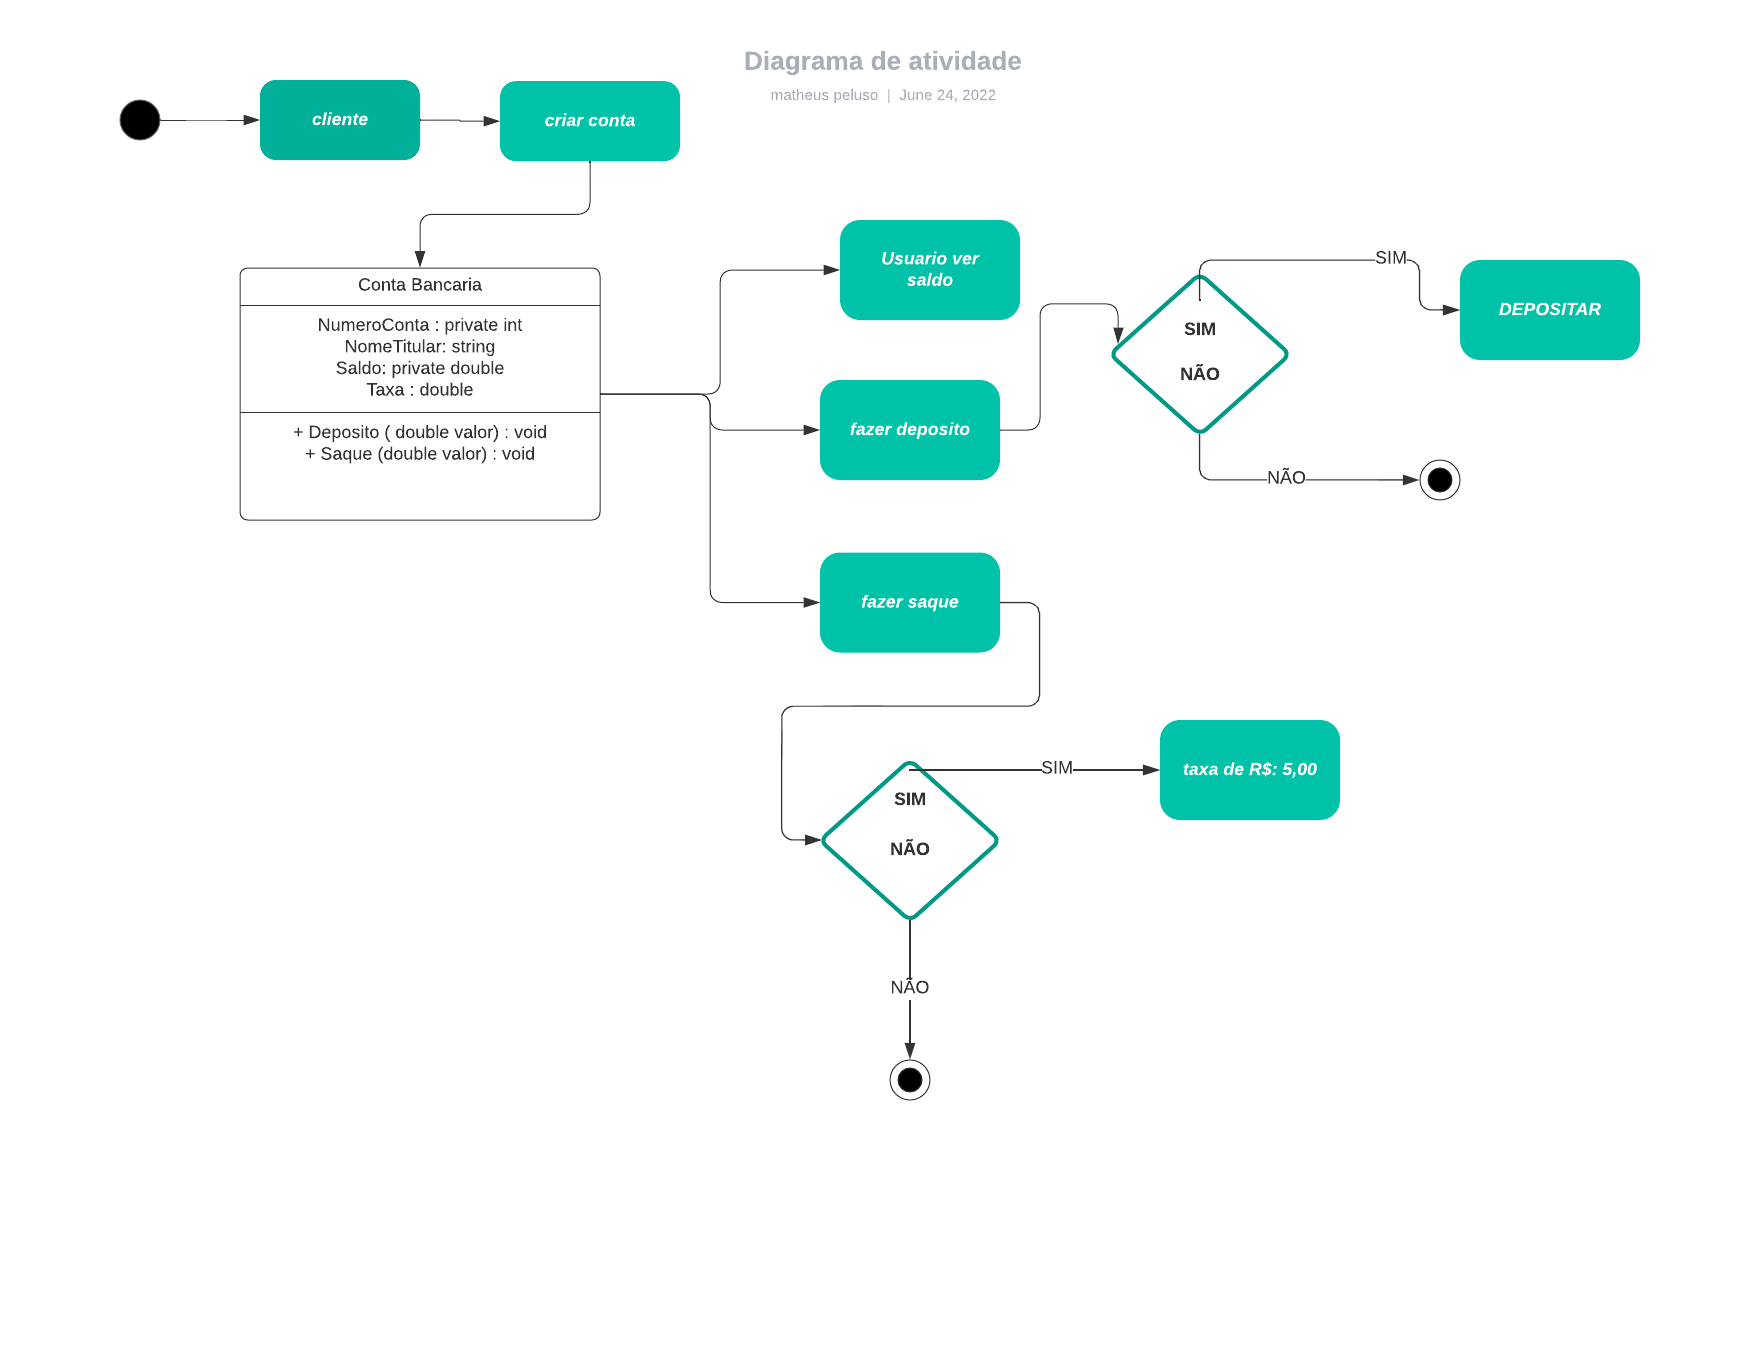 Diagrama de atividade
matheus peluso | June 24, 2022
cliente
criar conta
Conta Bancaria
NumeroConta : private int
NomeTitular: string
Saldo: private double
Taxa : double
+ Deposito ( double valor) : void
+ Saque (double valor) : void
Usuario ver
saldo
fazer deposito
SIM
NÃO
SIM
DEPOSITAR
NÃO
fazer saque
SIM
NÃO
SIM
taxa de R$: 5,00
NÃO